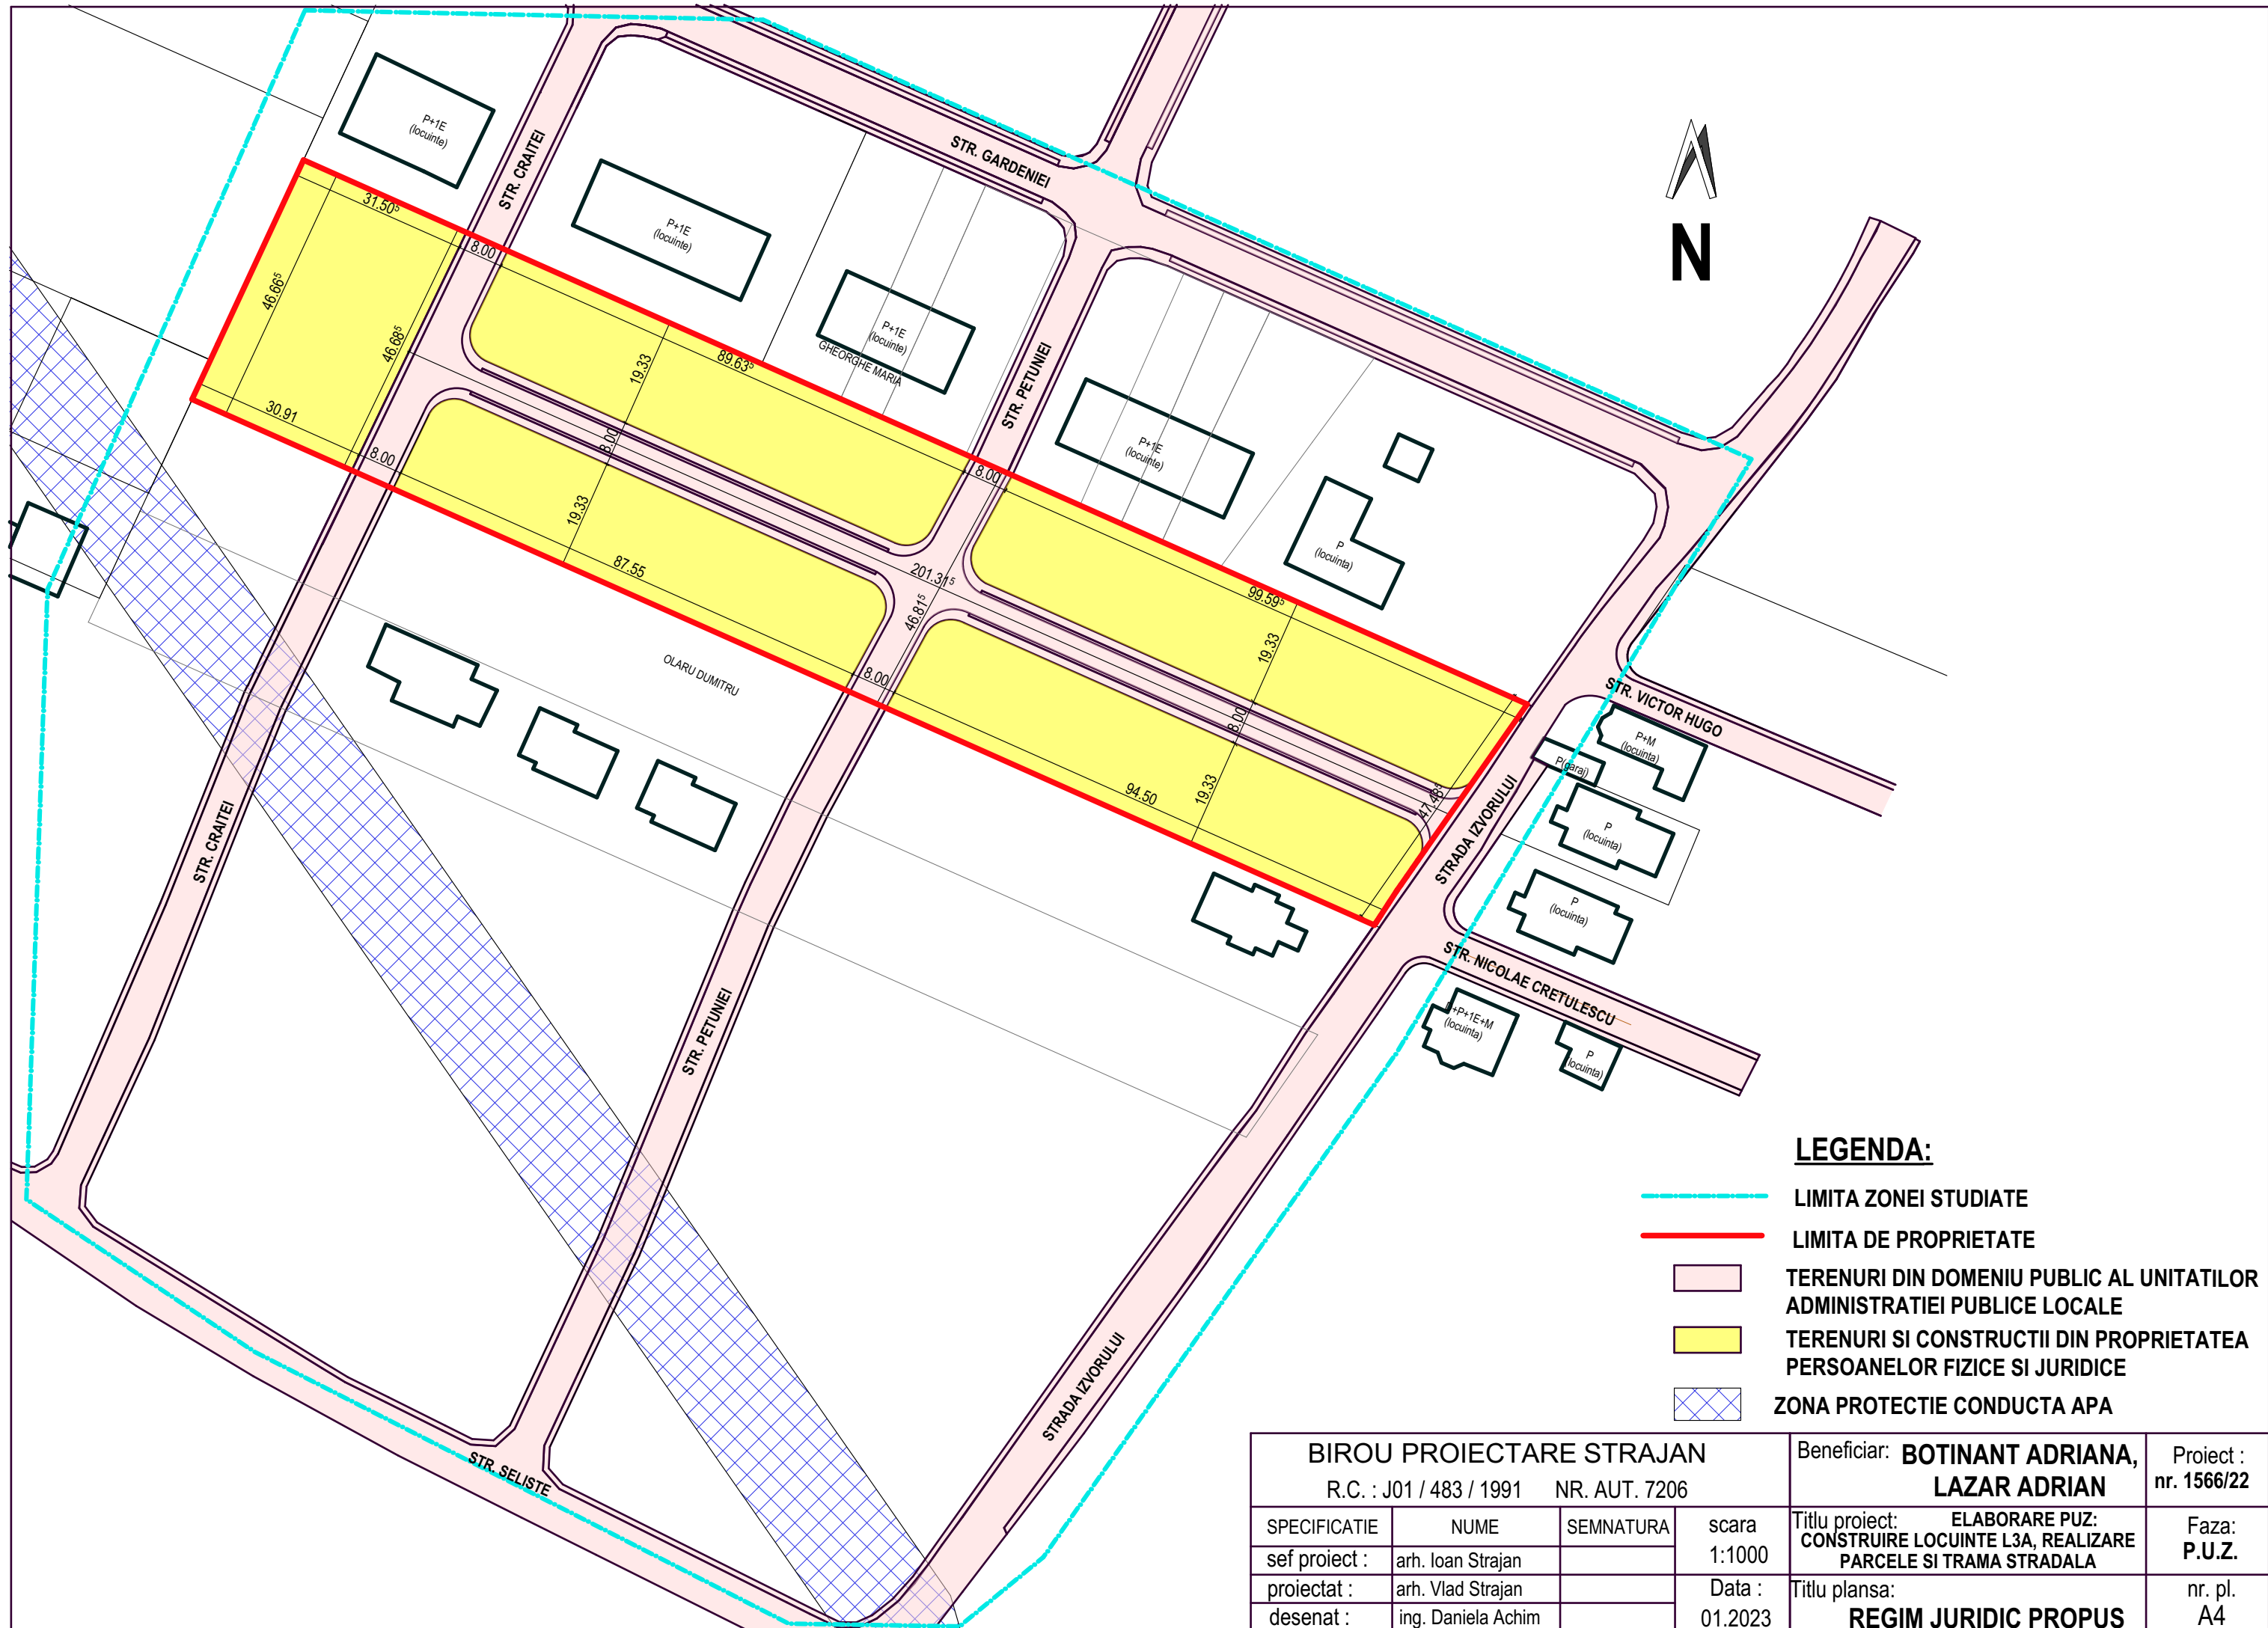 P+1E
(locuinte)
STR. CRAITEI
STR. GARDENIEI
N
31.50⁵
8.00
P+1E
(locuinte)
46.66⁵
46.68⁵
P+1E
(locuinte)
GHEORGHE MARIA
STR. PETUNIEI
19.33
89.63⁵
30.91
8.00
8.00
8.00
P+1E
(locuinte)
19.33
87.55
P
(locuinta)
201.31⁵
46.81⁵
99.59⁵
19.33
OLARU DUMITRU
8.00
8.00
STR. VICTOR HUGO
P+M
(locuinta)
P(garaj)
94.50
19.33
47.48⁵
STRADA IZVORULUI
P
(locuinta)
STR. CRAITEI
P
(locuinta)
STR. NICOLAE CRETULESCU
STR. PETUNIEI
+P+1E+M
(locuinta)
P
(locuinta)
STRADA IZVORULUI
STR. SELISTE
LEGENDA:
LIMITA ZONEI STUDIATE
LIMITA DE PROPRIETATE
TERENURI DIN DOMENIU PUBLIC AL UNITATILOR
ADMINISTRATIEI PUBLICE LOCALE
TERENURI SI CONSTRUCTII DIN PROPRIETATEA
PERSOANELOR FIZICE SI JURIDICE
ZONA PROTECTIE CONDUCTA APA
BIROU PROIECTARE STRAJAN
R.C. : J01 / 483 / 1991 NR. AUT. 7206
Beneficiar: BOTINANT ADRIANA,
LAZAR ADRIAN
Proiect :
nr. 1566/22
SPECIFICATIE NUME SEMNATURA
scara
1:1000
sef proiect : arh. Ioan Strajan
proiectat : arh. Vlad Strajan
desenat : ing. Daniela Achim
Data :
01.2023
Titlu proiect: ELABORARE PUZ:
CONSTRUIRE LOCUINTE L3A, REALIZARE
PARCELE SI TRAMA STRADALA
Faza:
P.U.Z.
Titlu plansa:
REGIM JURIDIC PROPUS
nr. pl.
A4